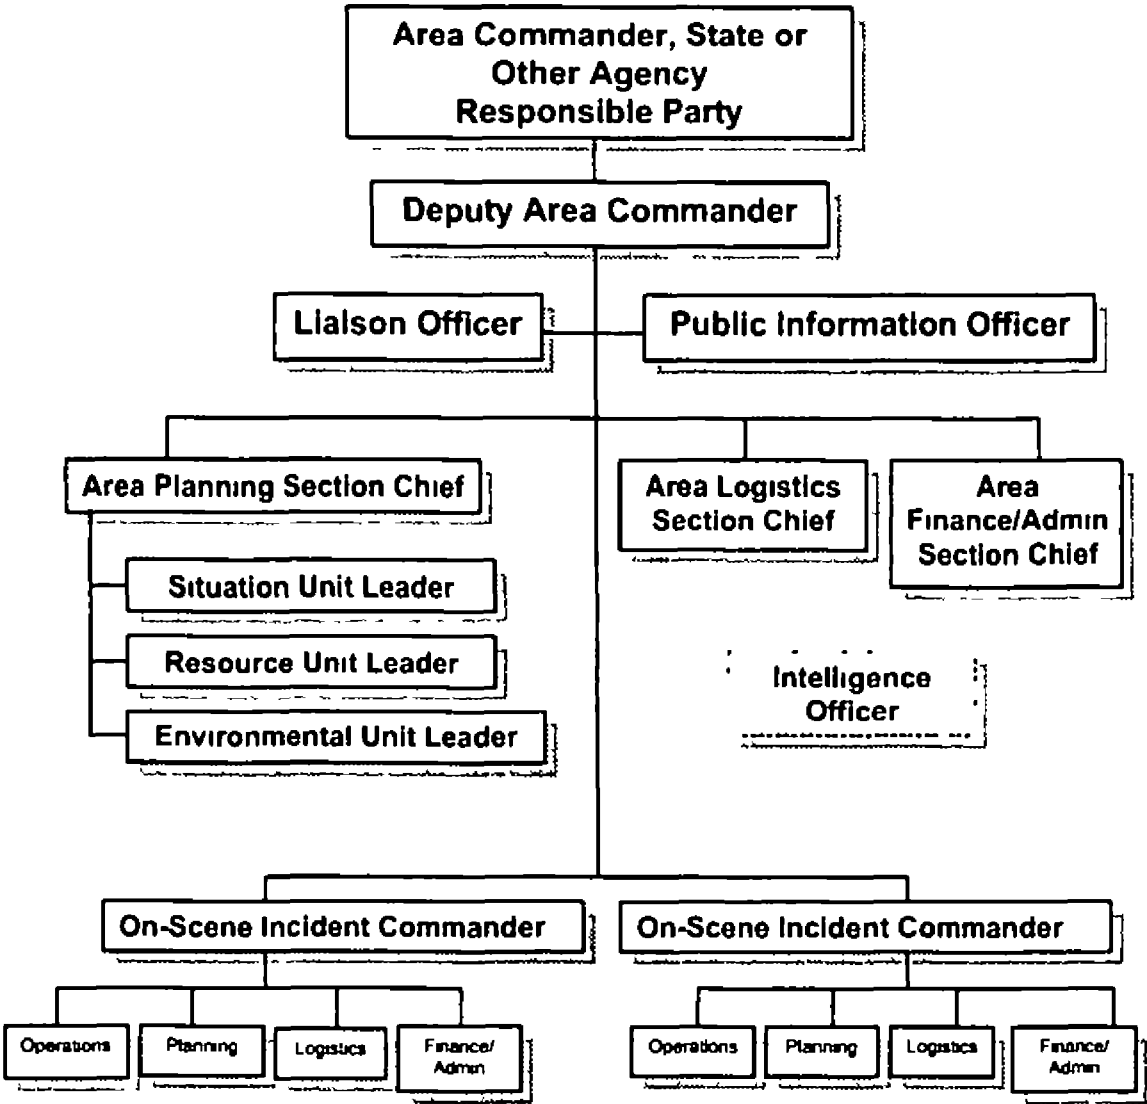 Area Commander, State or
Other Agency
Responsible Party
Deputy Area Commander
Liaison Officer
Public Information Officer
Area Planning Section Chief
Area Logistics
Section Chief
Area
Finance/Admin
Section Chief
Situation Unit Leader
Resource Unit Leader
Environmental Unit Leader
Intelligence
Officer
On-Scene Incident Commander
On-Scene Incident Commander
Operations
Planning
Logistics
Finance/
Admin
Operations
Planning
Logistics
Finance/
Admin